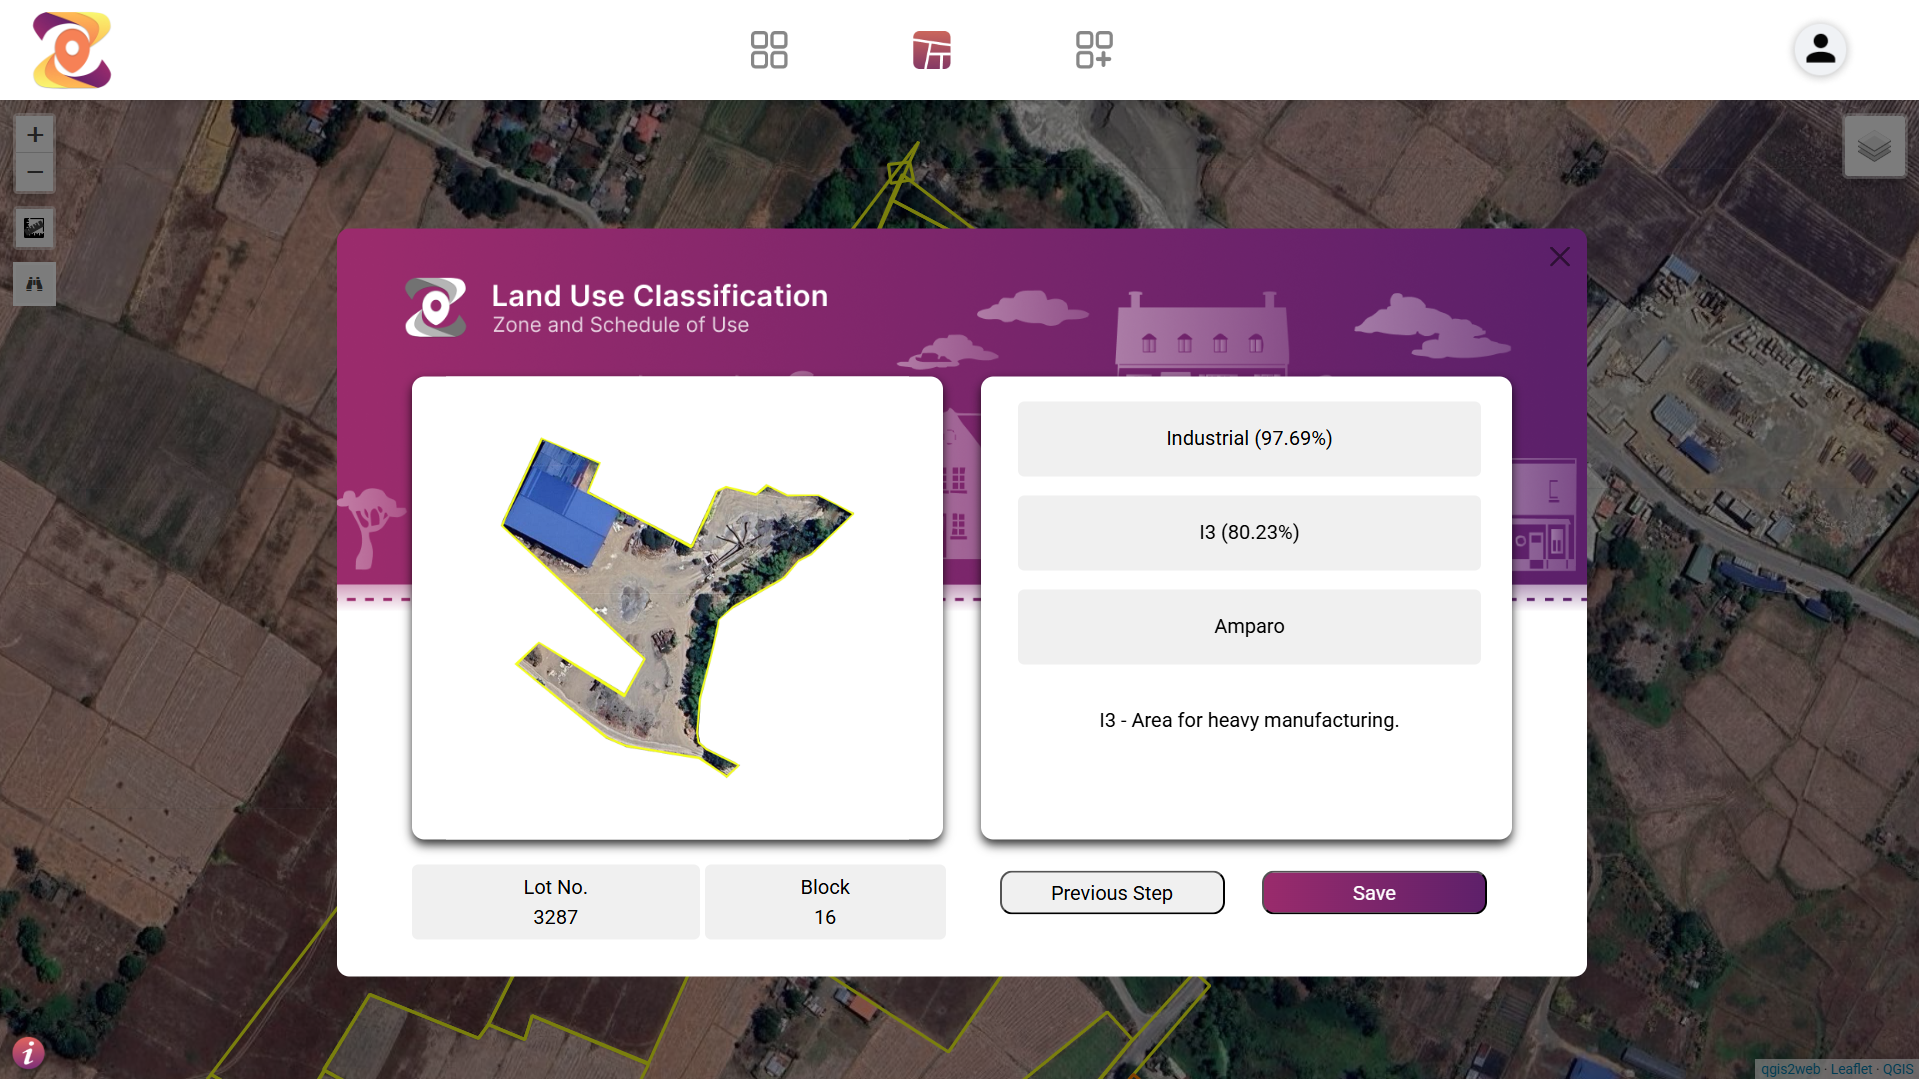 +
−
Land Use Classification
Zone and Schedule of Use
Industrial (97.69%)
I3 (80.23%)
Amparo
I3 - Area for heavy manufacturing.
Lot No.
3287
Block
16
Previous Step
Save
i
qgis2web · Leaflet · QGIS